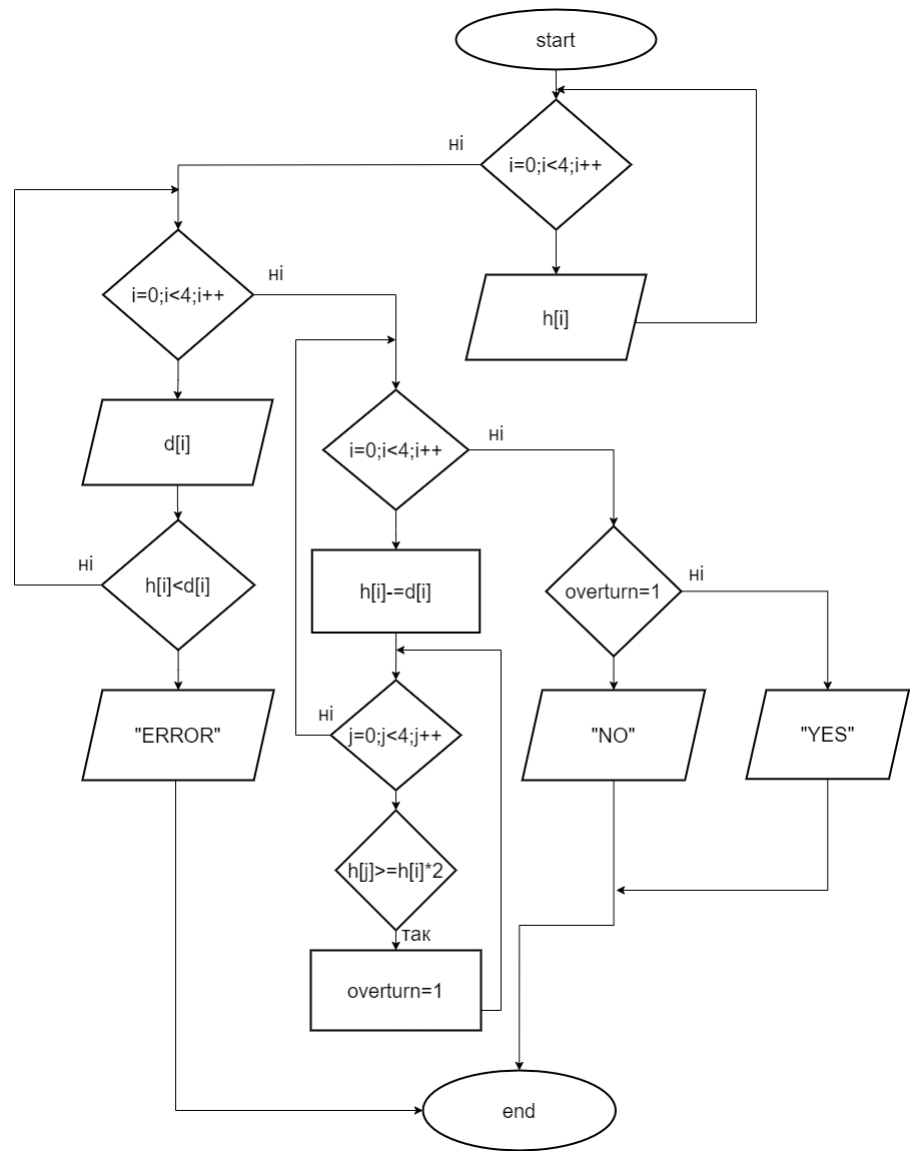 start
ні
i=0;i<4;i++
h[i]
ні
i=0;i<4;i++
d[i]
ні
h[i]<d[i]
"ERROR"
ні
i=0;i<4;i++
h[i]-=d[i]
ні
j=0;j<4;j++
h[j]>=h[i]*2
так
overturn=1
ні
overturn=1
"NO"
"YES"
end